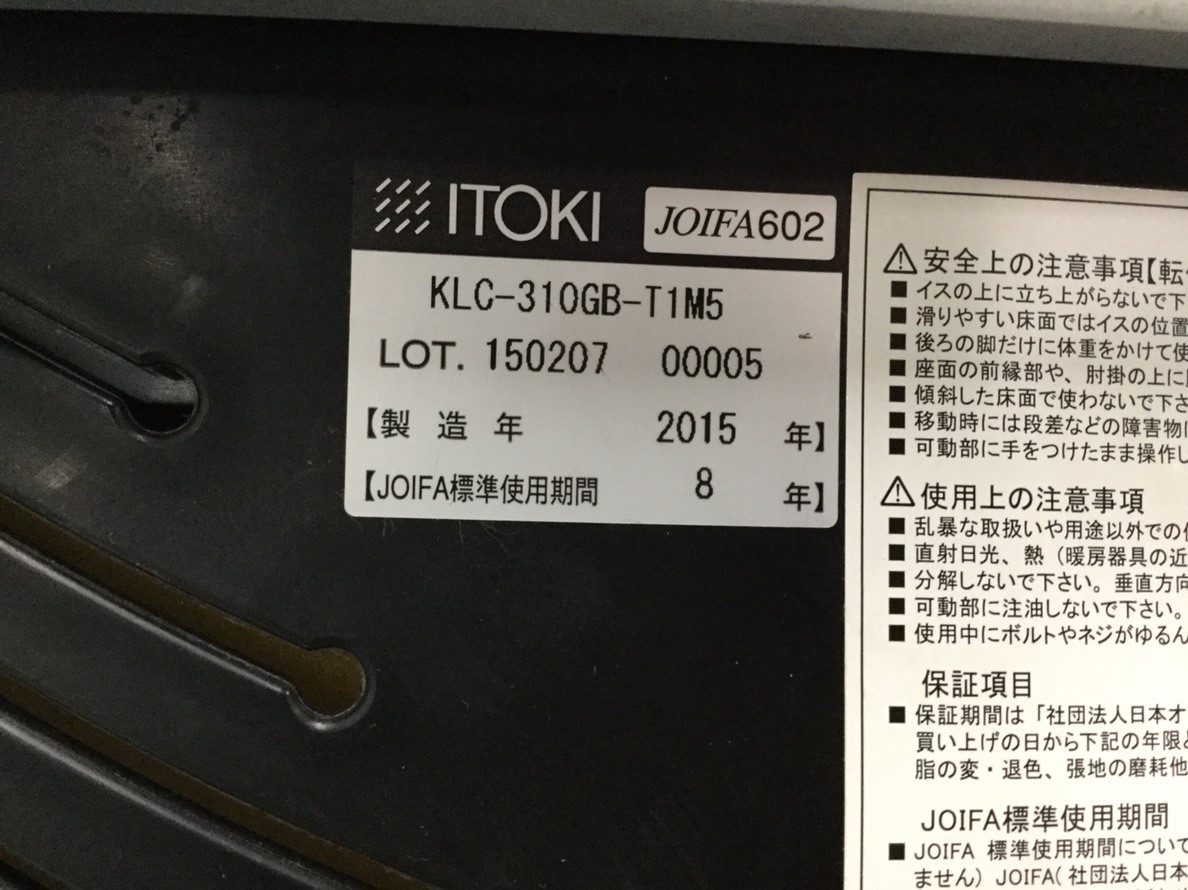 ITOKI JOIFA602
KLC-310GB-T1M5
LOT. 150207 00005
【製造年 2015 年】
【JOIFA標準使用期間 8 年】
⚠安全上の注意事項【転
■ イスの上に立ち上がらないで下
■ 滑りやすい床面ではイスの位置
■ 後ろの脚だけに体重をかけて使
■ 座面の前縁部や、肘掛の上に
■ 傾斜した床面で使わないで下さ
■ 移動時には段差などの障害物
■ 可動部に手をつけたまま操作し
⚠使用上の注意事項
■ 乱暴な取扱いや用途以外での
■ 直射日光、熱（暖房器具の近
■ 分解しないで下さい。垂直方向
■ 可動部に注油しないで下さい。
■ 使用中にボルトやネジがゆるん
保証項目
■ 保証期間は「社団法人日本オ
買い上げの日から下記の年限と
脂の変・退色、張地の磨耗他
JOIFA標準使用期間
■ JOIFA 標準使用期間について
ません）JOIFA(社団法人日本